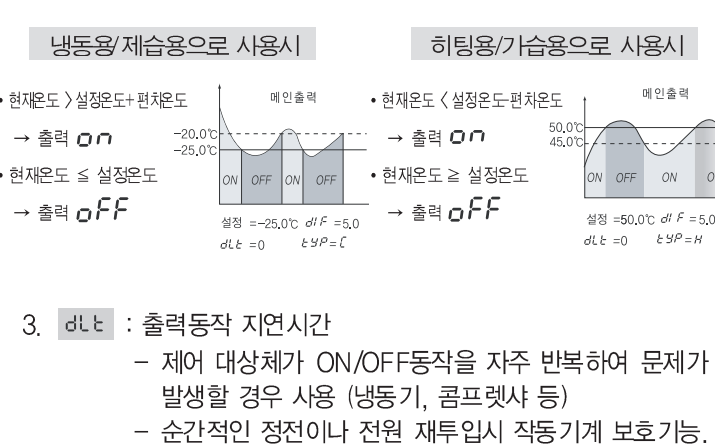 냉동용/제습용으로 사용시
• 현재온도 〉설정온도+편차온도
→ 출력 on
• 현재온도 ≤ 설정온도
→ 출력 oFF
메인출력
-20.0℃
-25.0℃
ON OFF ON OFF
설정 =-25.0℃ dIF =5.0
dLt =0 tYP=C
히팅용/가습용으로 사용시
• 현재온도 〈 설정온도-편차온도
→ 출력 on
• 현재온도 ≥ 설정온도
→ 출력 oFF
메인출력
50.0℃
45.0℃
ON OFF ON O
설정 =50.0℃ dIF =5.0
dLt =0 tYP=H
3. dLt : 출력동작 지연시간
- 제어 대상체가 ON/OFF동작을 자주 반복하여 문제가
발생할 경우 사용 (냉동기, 콤프렛샤 등)
- 순간적인 정전이나 전원 재투입시 작동기계 보호기능.